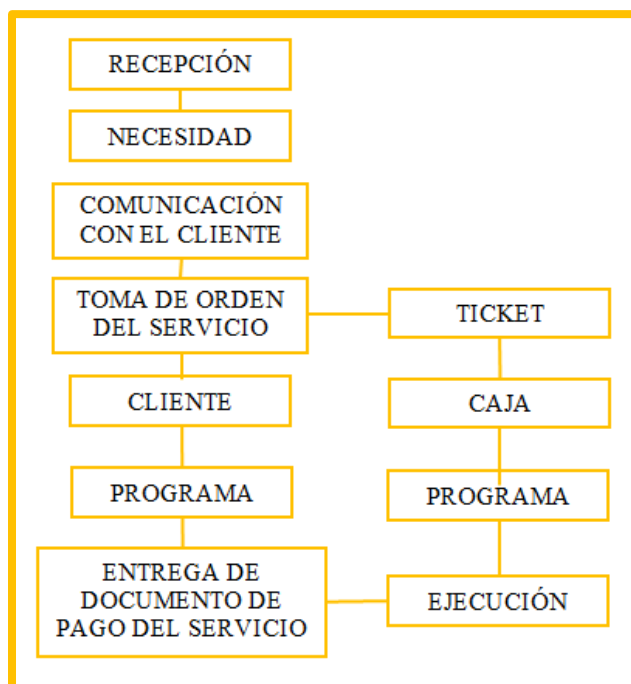 RECEPCIÓN
NECESIDAD
COMUNICACIÓN
CON EL CLIENTE
TOMA DE ORDEN
DEL SERVICIO
TICKET
CLIENTE
CAJA
PROGRAMA
PROGRAMA
ENTREGA DE
DOCUMENTO DE
PAGO DEL SERVICIO
EJECUCIÓN